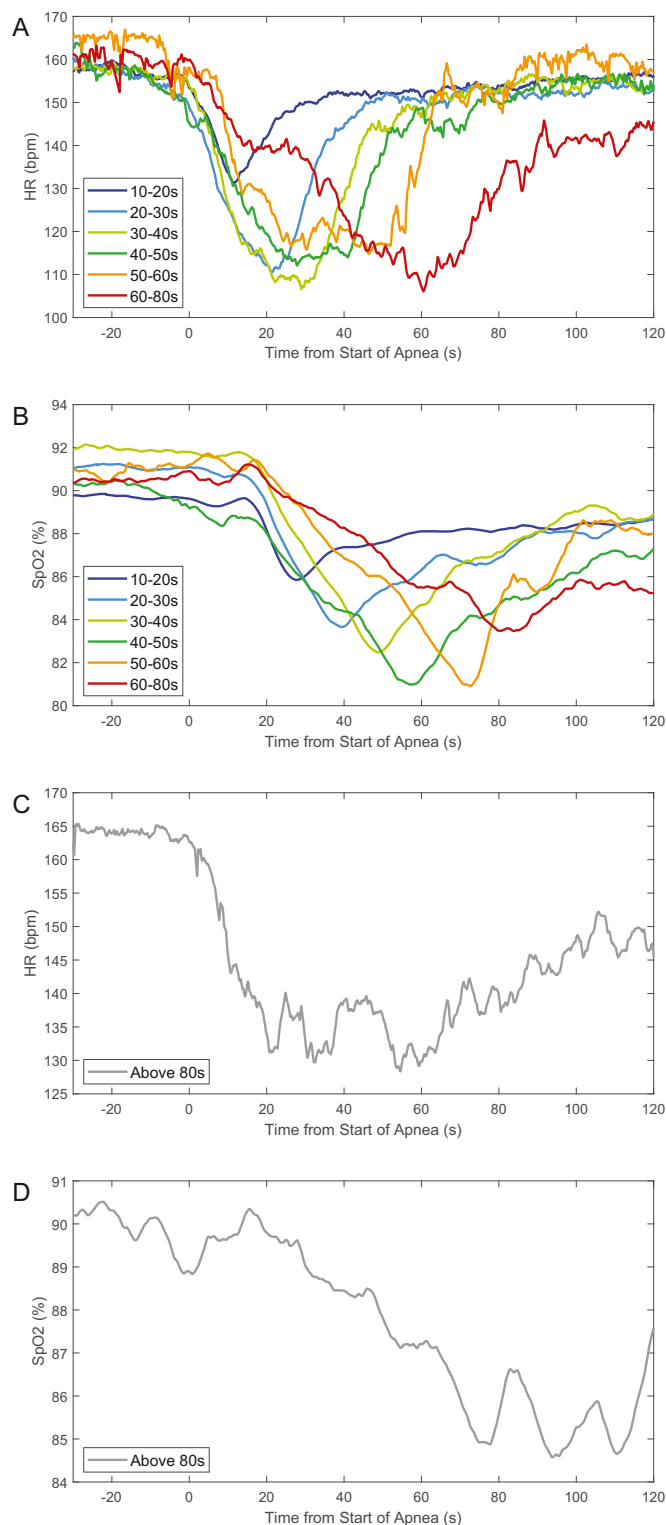 A
170
160
150
140
130
120
110
100
HR (bpm)
10-20s
20-30s
30-40s
40-50s
50-60s
60-80s
-20 0 20 40 60 80 100 120
Time from Start of Apnea (s)
B
94
92
90
88
86
84
82
80
SpO2 (%)
10-20s
20-30s
30-40s
40-50s
50-60s
60-80s
-20 0 20 40 60 80 100 120
Time from Start of Apnea (s)
C
170
165
160
155
150
145
140
135
130
125
HR (bpm)
Above 80s
-20 0 20 40 60 80 100 120
Time from Start of Apnea (s)
D
91
90
89
88
87
86
85
84
SpO2 (%)
Above 80s
-20 0 20 40 60 80 100 120
Time from Start of Apnea (s)